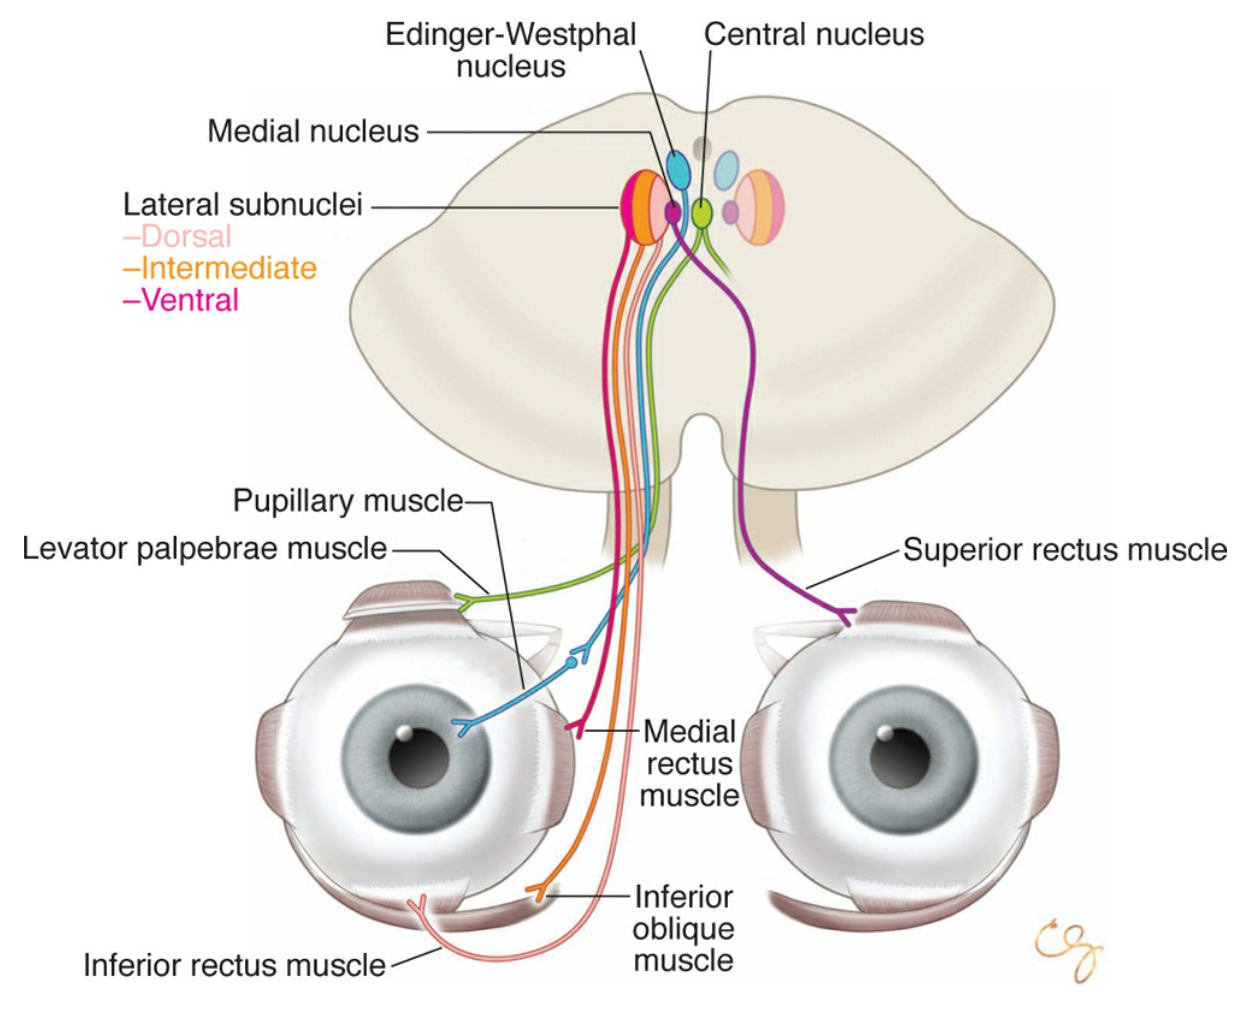 Edinger-Westphal
nucleus
Central nucleus
Medial nucleus
Lateral subnuclei
–Dorsal
–Intermediate
–Ventral
Pupillary muscle
Levator palpebrae muscle
Superior rectus muscle
Medial
rectus
muscle
Inferior
oblique
muscle
Inferior rectus muscle